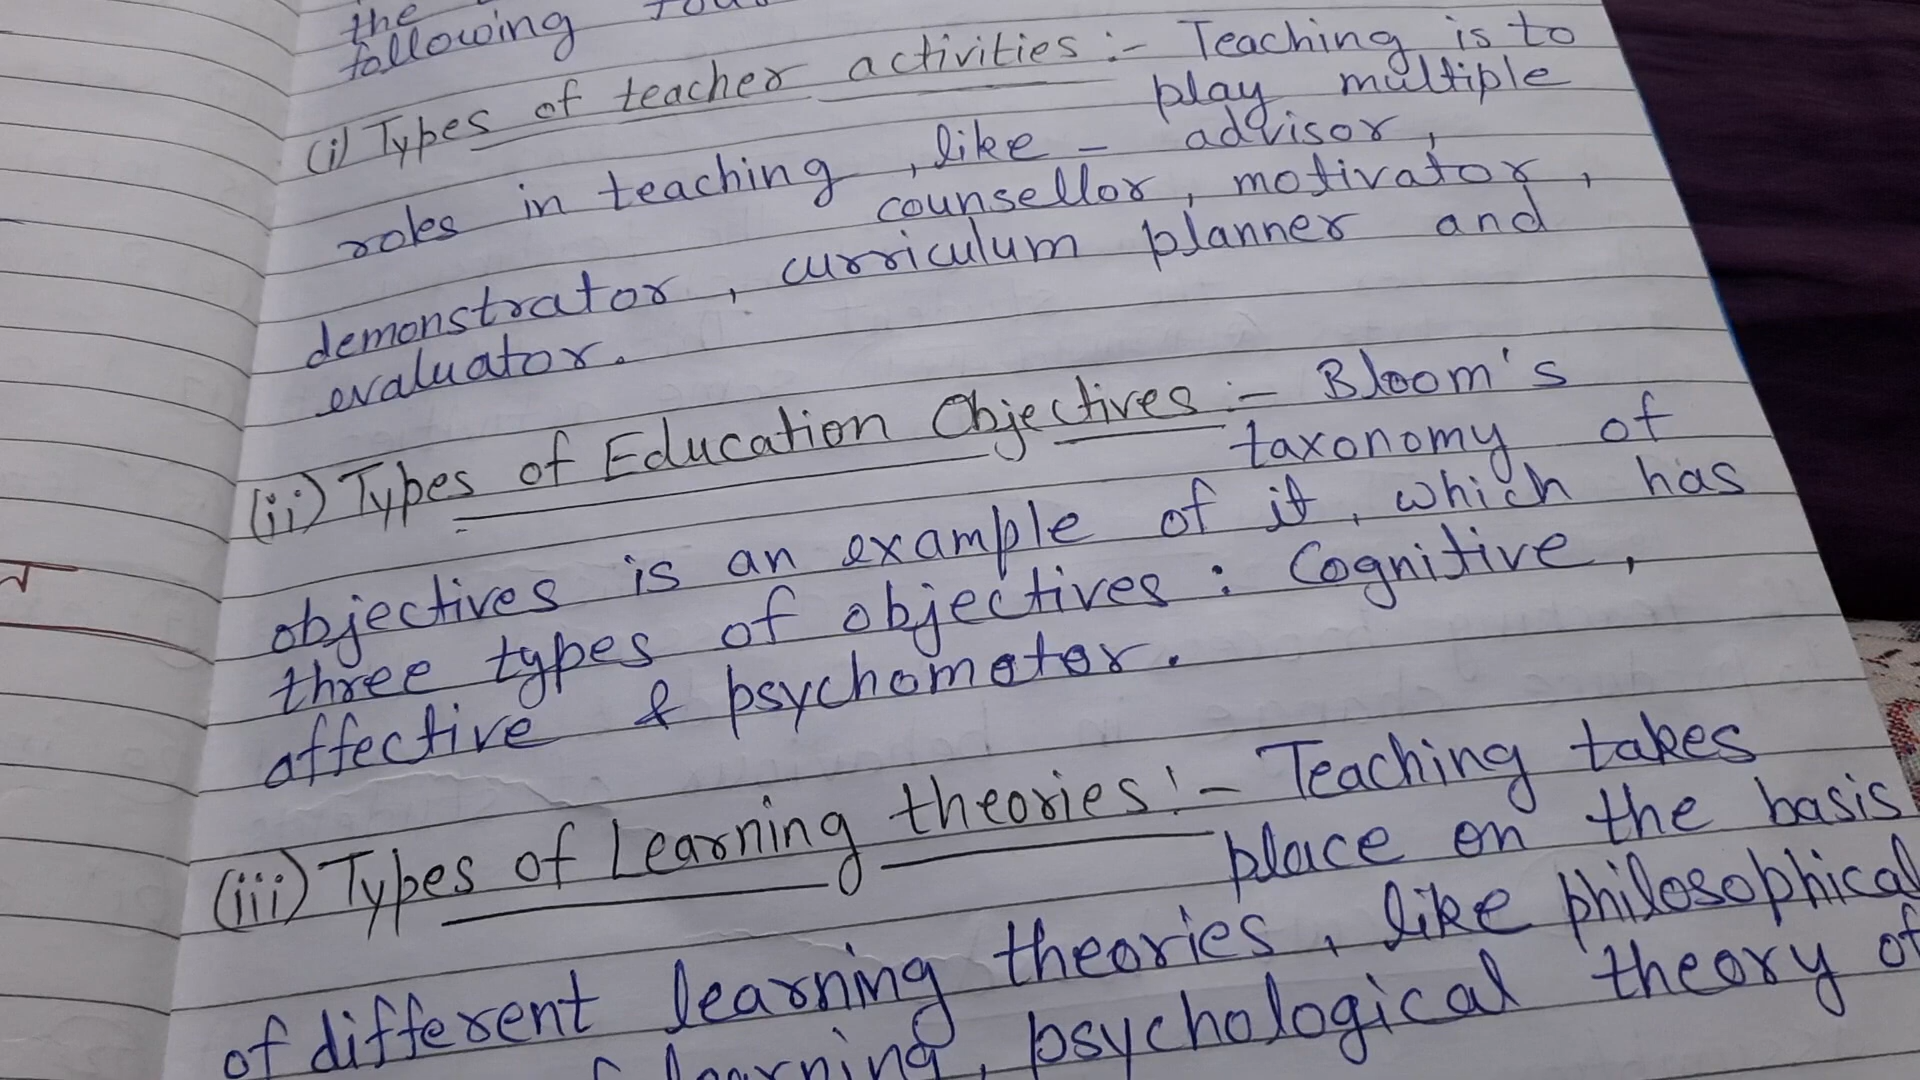 the
following
(i) Types of teacher activities :- Teaching is to
play multiple
roles in teaching, like - advisor,
counsellor, motivator,
demonstrator, curriculum planner and
evaluator.
(ii) Types of Education Objectives :- Bloom's
taxonomy of
objectives is an example of it, which has
three types of objectives : Cognitive,
affective & psychomotor.
(iii) Types of Learning theories :- Teaching takes
place on the basis
of different learning theories, like philosophical
learning, psychological theory of